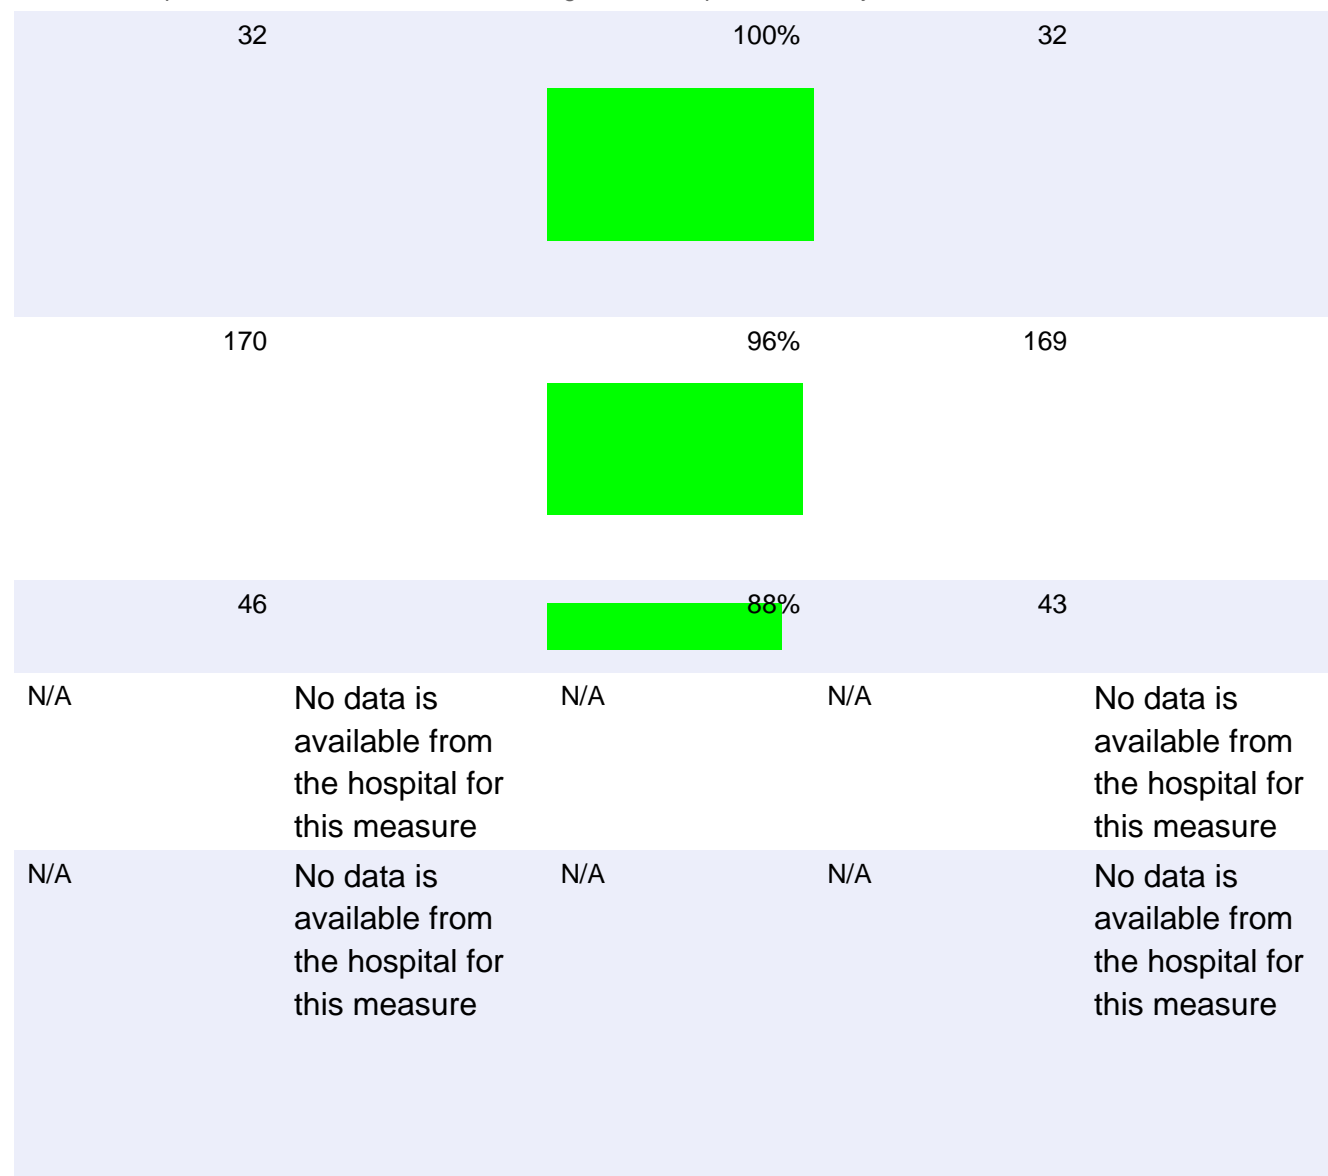 32 100% 32
170 96% 169
46 88% 43
N/A No data is N/A N/A No data is
available from available from
the hospital for the hospital for
this measure this measure
N/A No data is N/A N/A No data is
available from available from
the hospital for the hospital for
this measure this measure